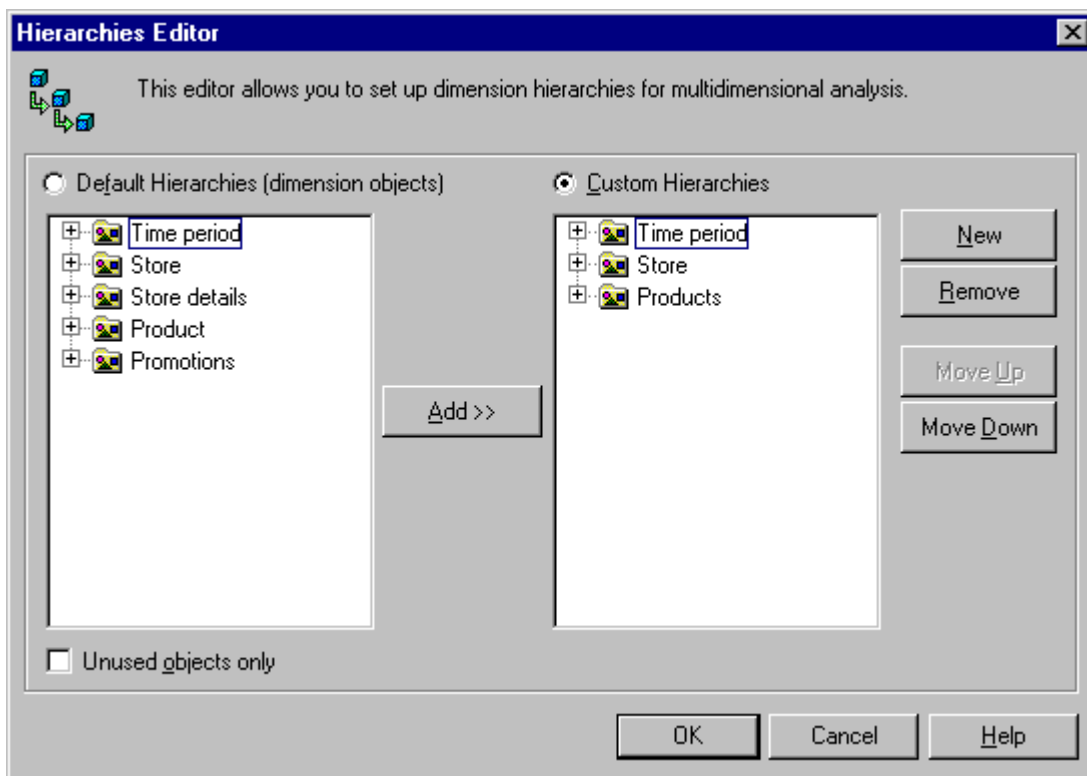 Hierarchies Editor
This editor allows you to set up dimension hierarchies for multidimensional analysis.
Default Hierarchies (dimension objects)
Time period
Store
Store details
Product
Promotions
Unused objects only
Add >>
Custom Hierarchies
Time period
Store
Products
New
Remove
Move Up
Move Down
OK
Cancel
Help